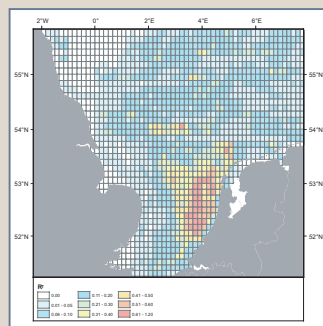 2°W 0° 2°E 4°E 6°E
55°N 55°N
54°N 54°N
53°N 53°N
52°N 52°N
Rr
0.00 0.11 - 0.20 0.41 - 0.50
0.01 - 0.05 0.21 - 0.30 0.51 - 0.60
0.06 - 0.10 0.31 - 0.40 0.61 - 1.20